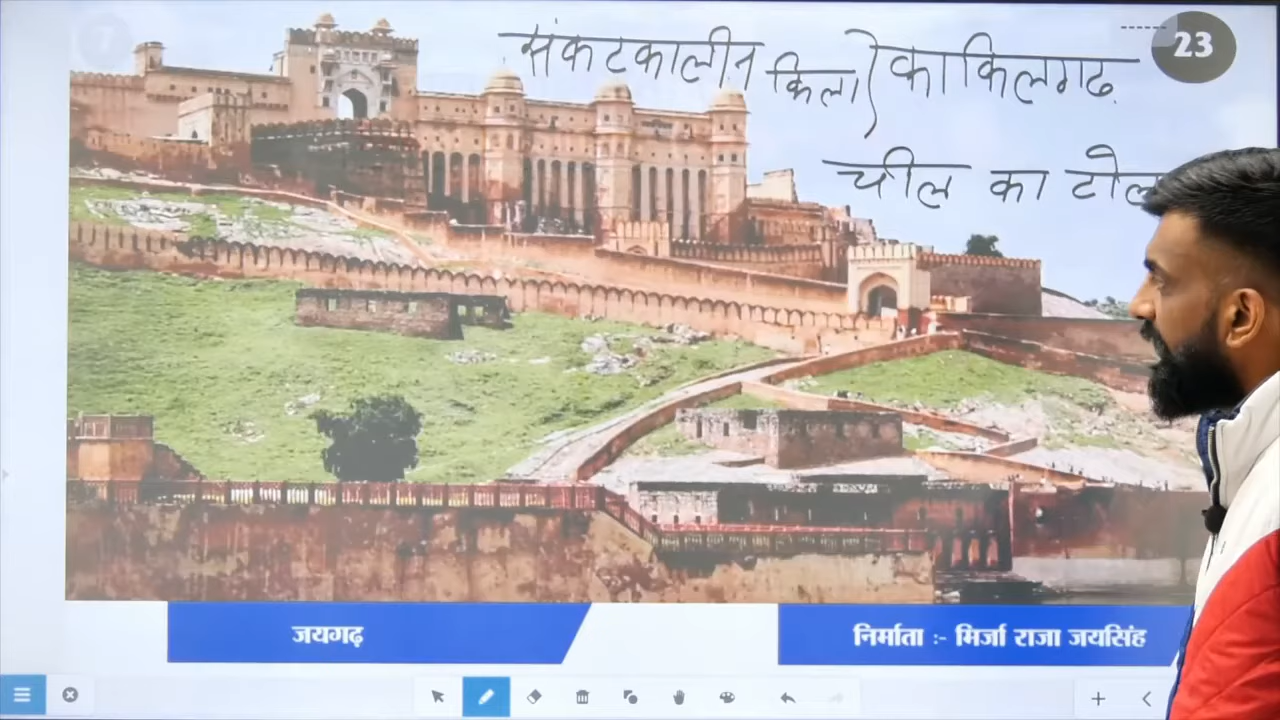 23
संकटकालीन किला) काकिलगढ़
चील का टोल
जयगढ़
निर्माता :- मिर्जा राजा जयसिंह